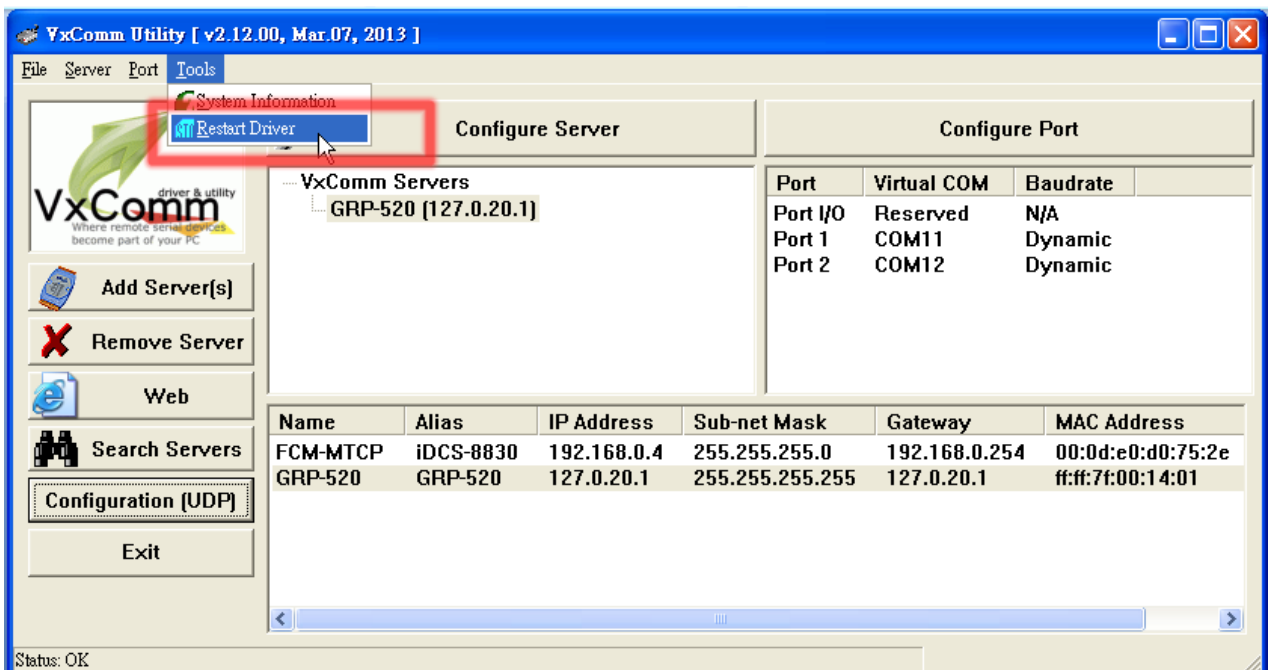 VxComm Utility [ v2.12.00, Mar.07, 2013 ]
File Server Port Tools
System Information
Restart Driver
VxComm
driver & utility
Where remote serial devices
become part of your PC
Add Server(s)
Remove Server
Web
Search Servers
Configuration (UDP)
Exit
Configure Server
VxComm Servers
GRP-520 (127.0.20.1)
Configure Port
Port Virtual COM Baudrate
Port I/O Reserved N/A
Port 1 COM11 Dynamic
Port 2 COM12 Dynamic
Name Alias IP Address Sub-net Mask Gateway MAC Address
FCM-MTCP iDCS-8830 192.168.0.4 255.255.255.0 192.168.0.254 00:0d:e0:d0:75:2e
GRP-520 GRP-520 127.0.20.1 255.255.255.255 127.0.20.1 ff:ff:7f:00:14:01
Status: OK